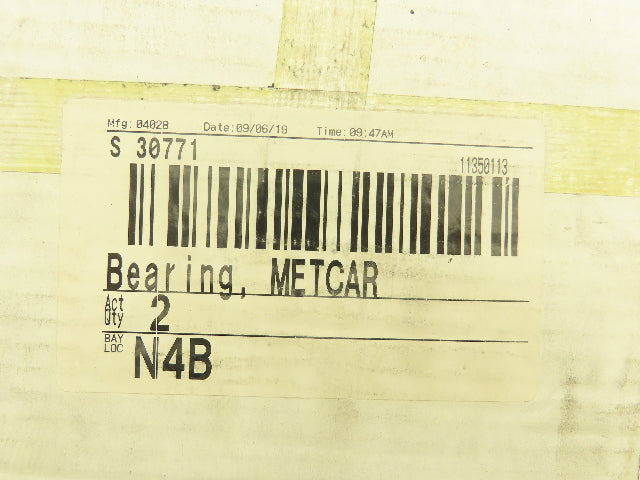 Mfg: 04028 Date: 09/06/19 Time: 09:47AM
S 30771
11350113
Bearing, METCAR
Act Qty 2
BAY LOC N4B